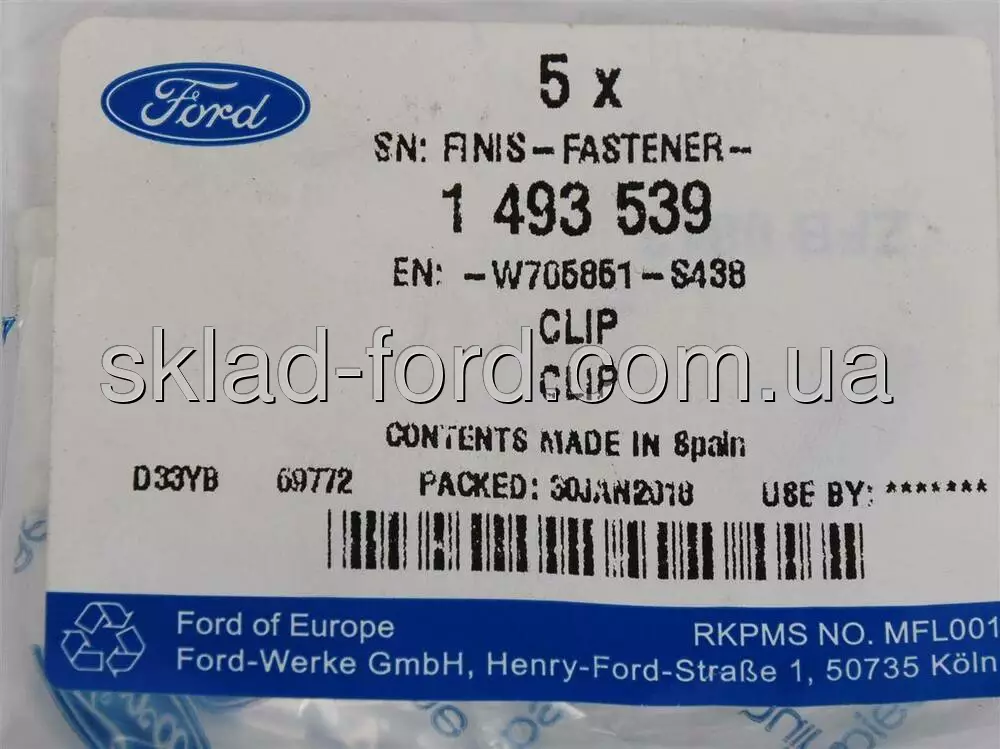 Ford
5 x
SN: FINIS-FASTENER-
1 493 539
EN: -W705851-S438
CLIP
sklad-ford.com.ua
CLIP
CONTENTS MADE IN Spain
D33YB 69772 PACKED: 30JAN2018 USE BY: *******
Ford of Europe
RKPMS NO. MFL001
Ford-Werke GmbH, Henry-Ford-Straße 1, 50735 Köln